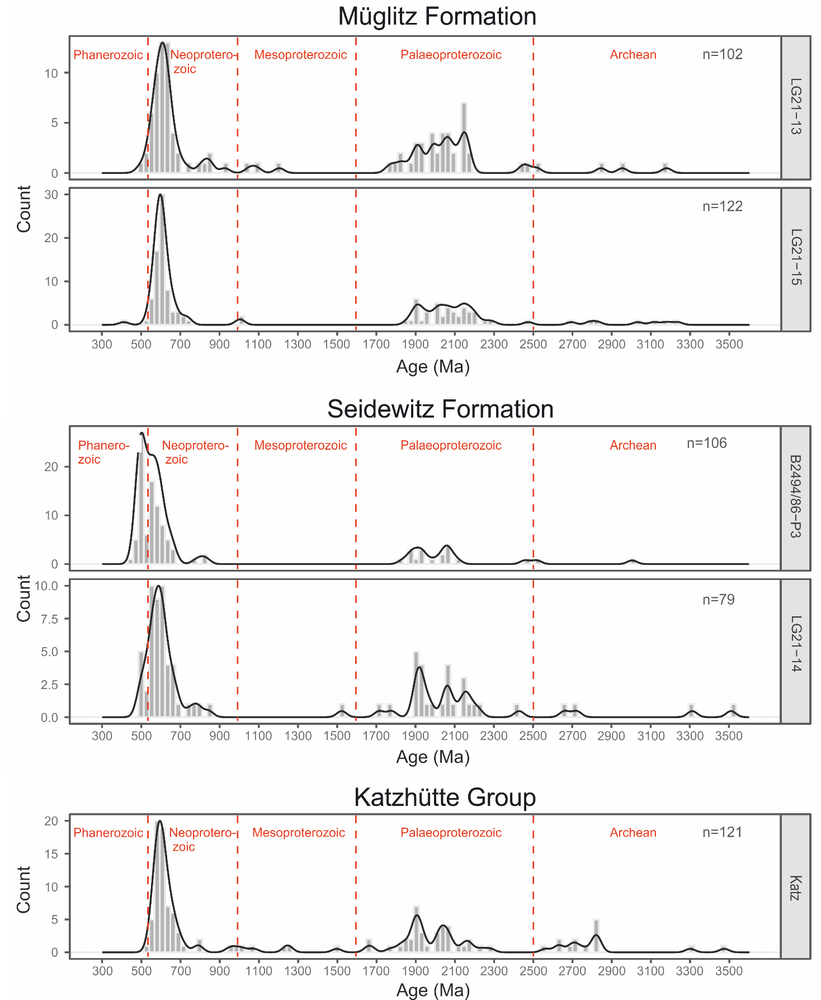 Müglitz Formation
Phanerozoic
Neoprotero-
zoic
Mesoproterozoic
Palaeoproterozoic
Archean
n=102
LG21−13
10
5
0
Count
n=122
LG21−15
30
20
10
0
300 500 700 900 1100 1300 1500 1700 1900 2100 2300 2500 2700 2900 3100 3300 3500
Age (Ma)
Seidewitz Formation
Phanero-
zoic
Neoprotero-
zoic
Mesoproterozoic
Palaeoproterozoic
Archean
n=106
B2494/86−P3
20
10
0
Count
n=79
LG21−14
10.0
7.5
5.0
2.5
0.0
300 500 700 900 1100 1300 1500 1700 1900 2100 2300 2500 2700 2900 3100 3300 3500
Age (Ma)
Katzhütte Group
Phanerozoic
Neoprotero-
zoic
Mesoproterozoic
Palaeoproterozoic
Archean
n=121
Katz
20
15
10
5
0
Count
300 500 700 900 1100 1300 1500 1700 1900 2100 2300 2500 2700 2900 3100 3300 3500
Age (Ma)